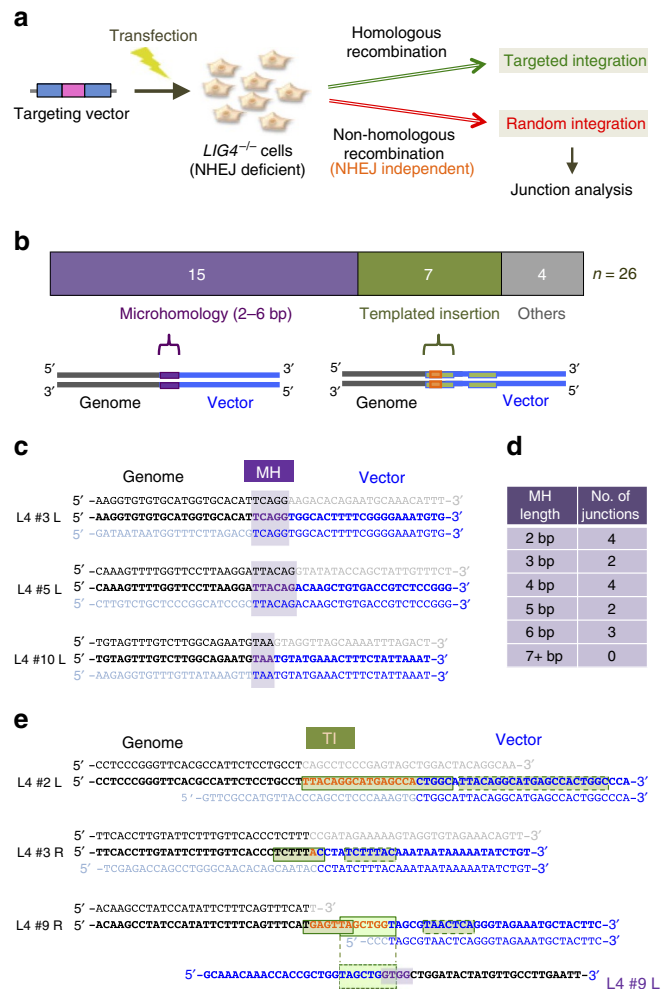 a
Transfection
Targeting vector
LIG4−/− cells
(NHEJ deficient)
Homologous
recombination
Non-homologous
recombination
(NHEJ independent)
Targeted integration
Random integration
Junction analysis
b
15
7
4
n = 26
Microhomology (2–6 bp)
Templated insertion
Others
5′
3′
3′
5′
Genome
Vector
5′
3′
3′
5′
Genome
Vector
c
Genome
MH
Vector
5′ -AAGGTGTGTGCATGGTGCACATTCAGGAAGACACAGAATGCAAACATTT-3′
L4 #3 L
5′ -AAGGTGTGTGCATGGTGCACATTCAGGTGGCACTTTTCGGGGAAATGTG-3′
5′ -GATAATAATGGTTTCTTAGACGTCAGGTGGCACTTTTCGGGGAAATGTG-3′
5′ -CAAAGTTTTGGTTCCTTAAGGATTACAGGTATATACCAGCTATTGTTTCT-3′
L4 #5 L
5′ -CAAAGTTTTGGTTCCTTAAGGATTACAGACAAGCTGTGACCGTCTCCGGG-3′
5′ -CTTGTCTGCTCCCGGCATCCGCTTACAGACAAGCTGTGACCGTCTCCGGG-3′
5′ -TGTAGTTTGTCTTGGCAGAATGTAAGTAGGTTAGCAAAATTTAGACT-3′
L4 #10 L
5′ -TGTAGTTTGTCTTGGCAGAATGTAATGTATGAAACTTTCTATTAAAT-3′
5′ -AAGAGGTGTTTGTTATAAAGTTTAATGTATGAAACTTTCTATTAAAT-3′
d
MH length
No. of junctions
2 bp 4
3 bp 2
4 bp 4
5 bp 2
6 bp 3
7+ bp 0
e
Genome
TI
Vector
5′ -CCTCCCGGGTTCACGCCATTCTCCTGCCTCAGCCTCCCGAGTAGCTGGACTACAGGCAA-3′
L4 #2 L
5′ -CCTCCCGGGTTCACGCCATTCTCCTGCCTTTACAGGCATGAGCCACTGGCATTACAGGCATGAGCCACTGGCCCA-3′
5′ -GTTCGCCATGTTACCCAGCCTCCCAAAGTGCTGGCATTACAGGCATGAGCCACTGGCCCA-3′
5′ -TTCACCTTGTATTCTTTGTTCACCCTCTTTCCGATAGAAAAAGTAGGTGTAGAAACAGTT-3′
L4 #3 R
5′ -TTCACCTTGTATTCTTTGTTCACCCTCTTTACCTATCTTTACAAATAATAAAAATATCTGT-3′
5′ -TCGAGACCAGCCTGGGCAACACAGCAATACCTATCTTTACAAATAATAAAAATATCTGT-3′
5′ -ACAAGCCTATCCATATTCTTTCAGTTTCATT-3′
L4 #9 R
5′ -ACAAGCCTATCCATATTCTTTCAGTTTCATGAGTTAGCTGGTAGCGTAACTCAGGGTAGAAATGCTACTTC-3′
5′ -CCCTAGCGTAACTCAGGGTAGAAATGCTACTTC-3′
5′ -GCAAACAAACCACCGCTGGTAGCTGGTGGCTGGATACTATGTTGCCTTGAATT-3′
L4 #9 L